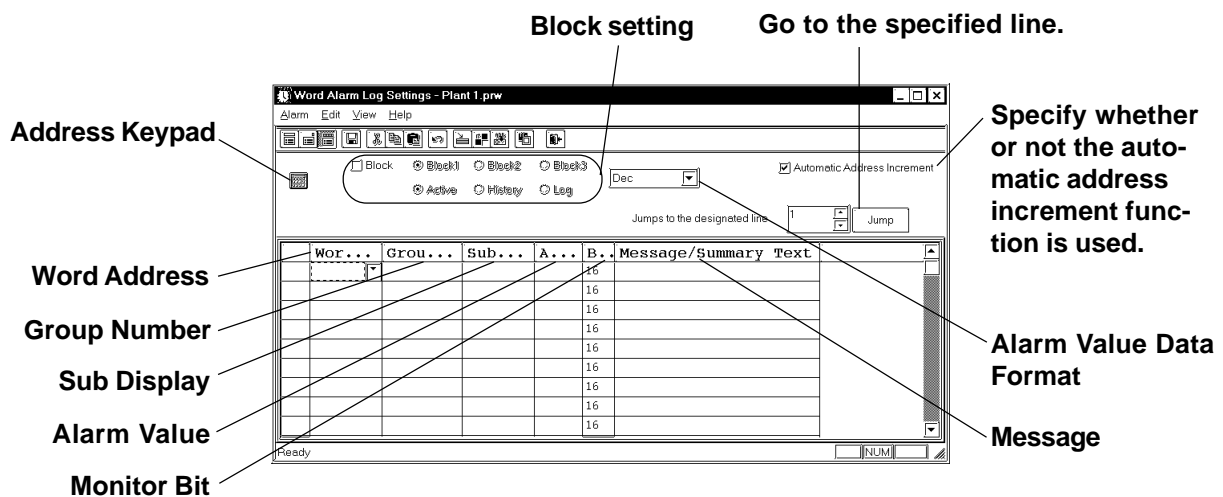 Block setting
Go to the specified line.
Word Alarm Log Settings - Plant 1.prw
Alarm Edit View Help
Address Keypad
Specify whether
or not the auto-
matic address
increment func-
tion is used.
Block Block1 Block2 Block3
Active History Log
Dec
Automatic Address Increment
Jumps to the designated line 1 Jump
Wor... Grou... Sub... A... B.. Message/Summary Text
16
16
16
16
16
16
16
16
16
Word Address
Group Number
Sub Display
Alarm Value
Monitor Bit
Alarm Value Data
Format
Message
Ready NUM